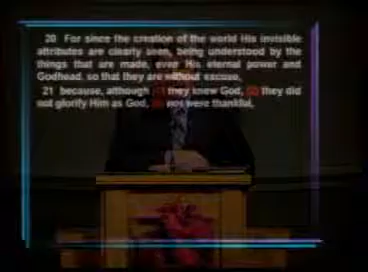 20 For since the creation of the world His invisible
attributes are clearly seen, being understood by the
things that are made, even His eternal power and
Godhead, so that they are without excuse,
21 because, although (1) they knew God, (2) they did
not glorify Him as God, nor were thankful,